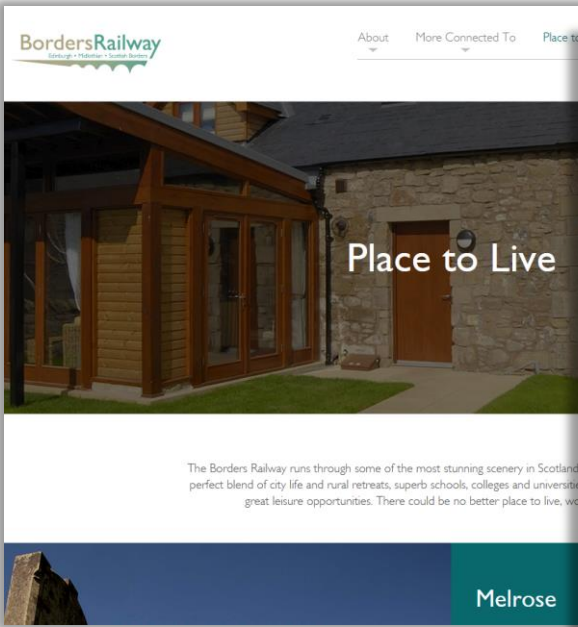 BordersRailway
Edinburgh • Midlothian • Scottish Borders
About More Connected To Place to
Place to Live
The Borders Railway runs through some of the most stunning scenery in Scotland
perfect blend of city life and rural retreats, superb schools, colleges and
great leisure opportunities. There could be no better place to live,
Melrose